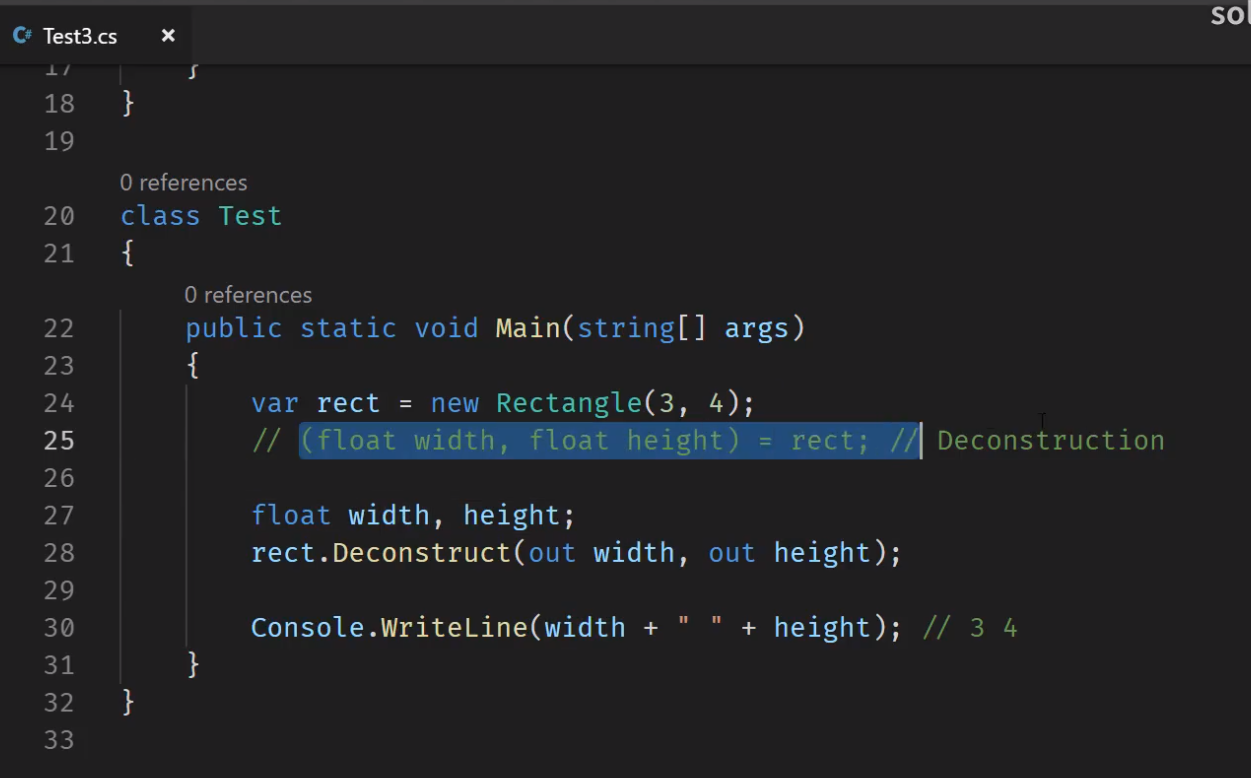 C# Test3.cs ×
17 }
18 }
19
0 references
20 class Test
21 {
0 references
22 public static void Main(string[] args)
23 {
24 var rect = new Rectangle(3, 4);
25 // (float width, float height) = rect; // Deconstruction
26
27 float width, height;
28 rect.Deconstruct(out width, out height);
29
30 Console.WriteLine(width + " " + height); // 3 4
31 }
32 }
33